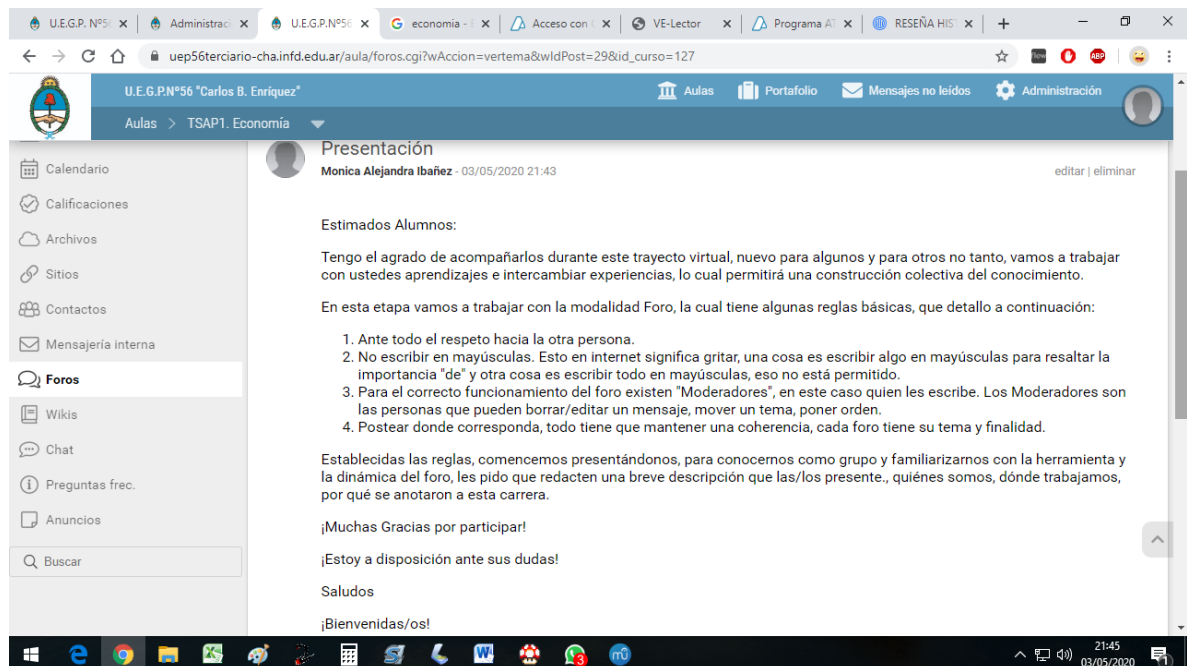 U.E.G.P. Nº5
Administraci
U.E.G.P.Nº56
economia -
Acceso con
VE-Lector
Programa AT
RESEÑA HIST
uep56terciario-cha.infd.edu.ar/aula/foros.cgi?wAccion=vertema&wIdPost=29&id_curso=127
ABP
U.E.G.P.Nº56 "Carlos B. Enríquez"
Aulas
Portafolio
Mensajes no leídos
Administración
Aulas > TSAP1. Economía
Calendario
Calificaciones
Archivos
Sitios
Contactos
Mensajería interna
Foros
Wikis
Chat
Preguntas frec.
Anuncios
Buscar
Presentación
Monica Alejandra Ibañez - 03/05/2020 21:43
editar | eliminar
Estimados Alumnos:
Tengo el agrado de acompañarlos durante este trayecto virtual, nuevo para algunos y para otros no tanto, vamos a trabajar
con ustedes aprendizajes e intercambiar experiencias, lo cual permitirá una construcción colectiva del conocimiento.
En esta etapa vamos a trabajar con la modalidad Foro, la cual tiene algunas reglas básicas, que detallo a continuación:
1. Ante todo el respeto hacia la otra persona.
2. No escribir en mayúsculas. Esto en internet significa gritar, una cosa es escribir algo en mayúsculas para resaltar la
importancia "de" y otra cosa es escribir todo en mayúsculas, eso no está permitido.
3. Para el correcto funcionamiento del foro existen "Moderadores", en este caso quien les escribe. Los Moderadores son
las personas que pueden borrar/editar un mensaje, mover un tema, poner orden.
4. Postear donde corresponda, todo tiene que mantener una coherencia, cada foro tiene su tema y finalidad.
Establecidas las reglas, comencemos presentándonos, para conocernos como grupo y familiarizarnos con la herramienta y
la dinámica del foro, les pido que redacten una breve descripción que las/los presente., quiénes somos, dónde trabajamos,
por qué se anotaron a esta carrera.
¡Muchas Gracias por participar!
¡Estoy a disposición ante sus dudas!
Saludos
¡Bienvenidas/os!
21:45
03/05/2020